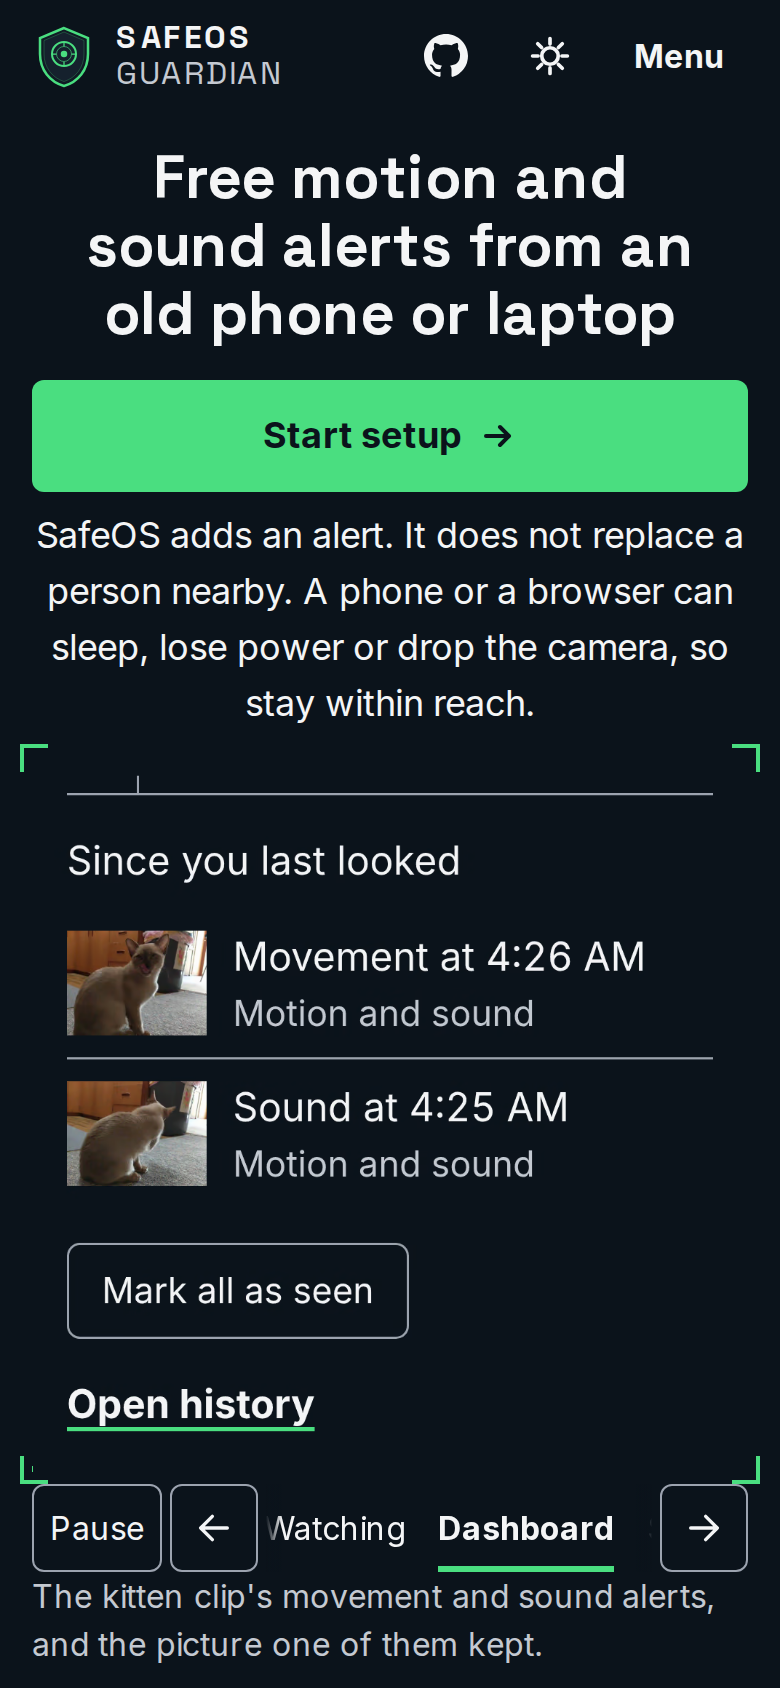 SAFEOS
GUARDIAN
Menu
Free motion and
sound alerts from an
old phone or laptop
Start setup →
SafeOS adds an alert. It does not replace a
person nearby. A phone or a browser can
sleep, lose power or drop the camera, so
stay within reach.
Since you last looked
Movement at 4:26 AM
Motion and sound
Sound at 4:25 AM
Motion and sound
Mark all as seen
Open history
Pause ← Watching Dashboard →
The kitten clip's movement and sound alerts,
and the picture one of them kept.